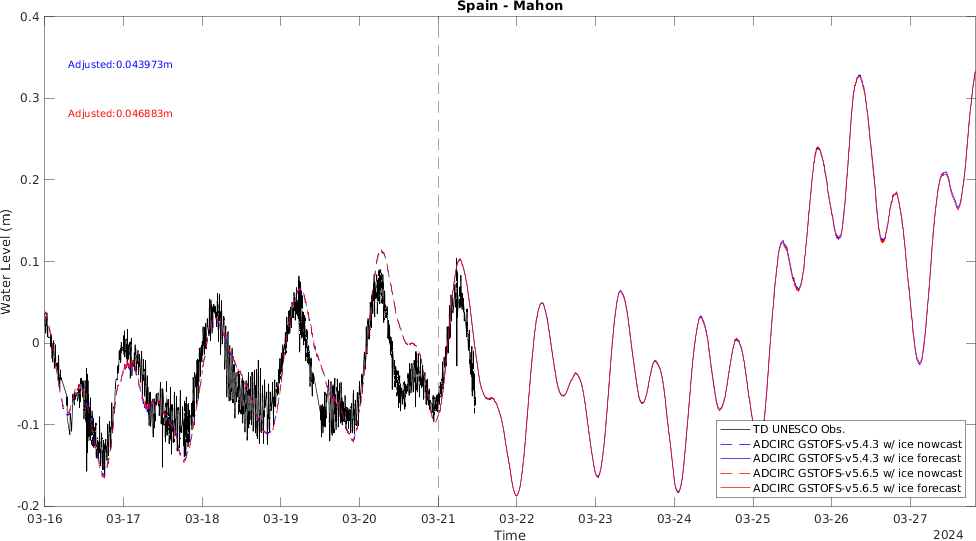 Spain - Mahon
0.4
Adjusted:0.043973m
0.3
Adjusted:0.046883m
0.2
0.1
Water Level (m)
0
-0.1
TD UNESCO Obs.
ADCIRC GSTOFS-v5.4.3 w/ ice nowcast
ADCIRC GSTOFS-v5.4.3 w/ ice forecast
ADCIRC GSTOFS-v5.6.5 w/ ice nowcast
ADCIRC GSTOFS-v5.6.5 w/ ice forecast
-0.2
03-16 03-17 03-18 03-19 03-20 03-21 03-22 03-23 03-24 03-25 03-26 03-27
Time
2024